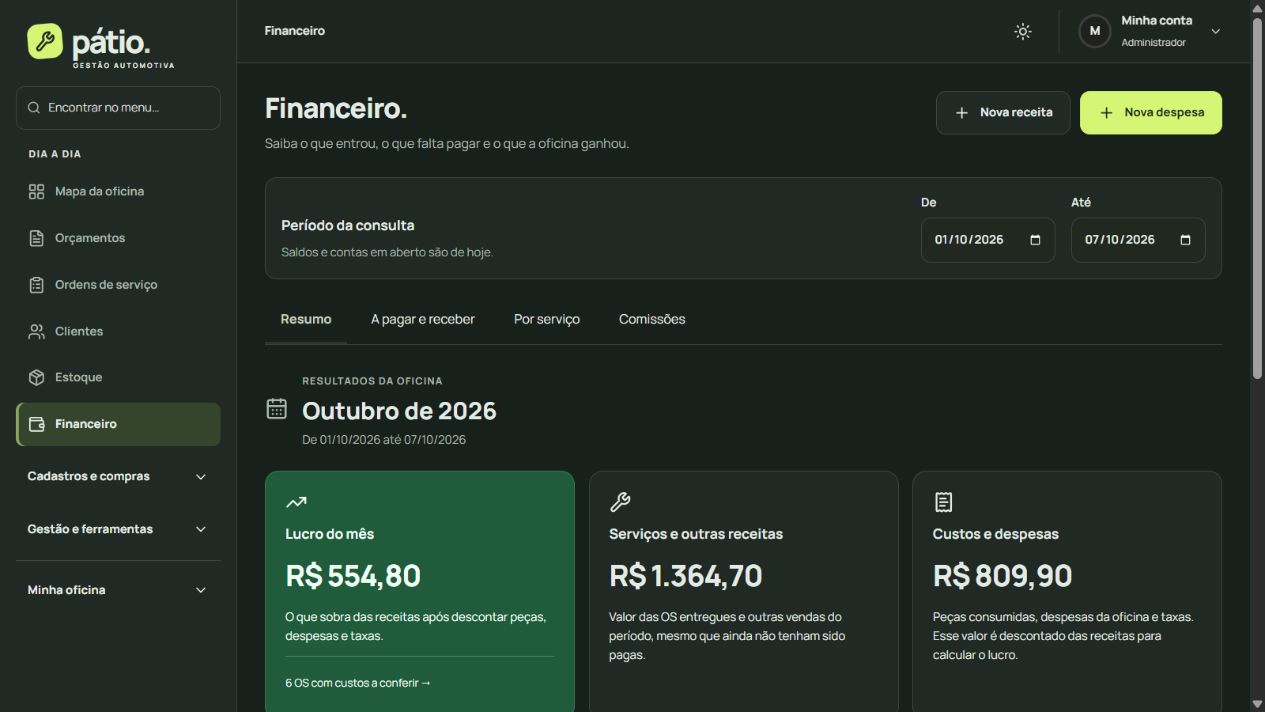 pátio.
GESTÃO AUTOMOTIVA
Encontrar no menu...
DIA A DIA
Mapa da oficina
Orçamentos
Ordens de serviço
Clientes
Estoque
Financeiro
Cadastros e compras
Gestão e ferramentas
Minha oficina
Financeiro
M
Minha conta
Administrador
Financeiro.
Saiba o que entrou, o que falta pagar e o que a oficina ganhou.
+ Nova receita
+ Nova despesa
Período da consulta
Saldos e contas em aberto são de hoje.
De
01/10/2026
Até
07/10/2026
Resumo
A pagar e receber
Por serviço
Comissões
RESULTADOS DA OFICINA
Outubro de 2026
De 01/10/2026 até 07/10/2026
Lucro do mês
R$ 554,80
O que sobra das receitas após descontar peças,
despesas e taxas.
6 OS com custos a conferir →
Serviços e outras receitas
R$ 1.364,70
Valor das OS entregues e outras vendas do
período, mesmo que ainda não tenham sido
pagas.
Custos e despesas
R$ 809,90
Peças consumidas, despesas da oficina e taxas.
Esse valor é descontado das receitas para
calcular o lucro.